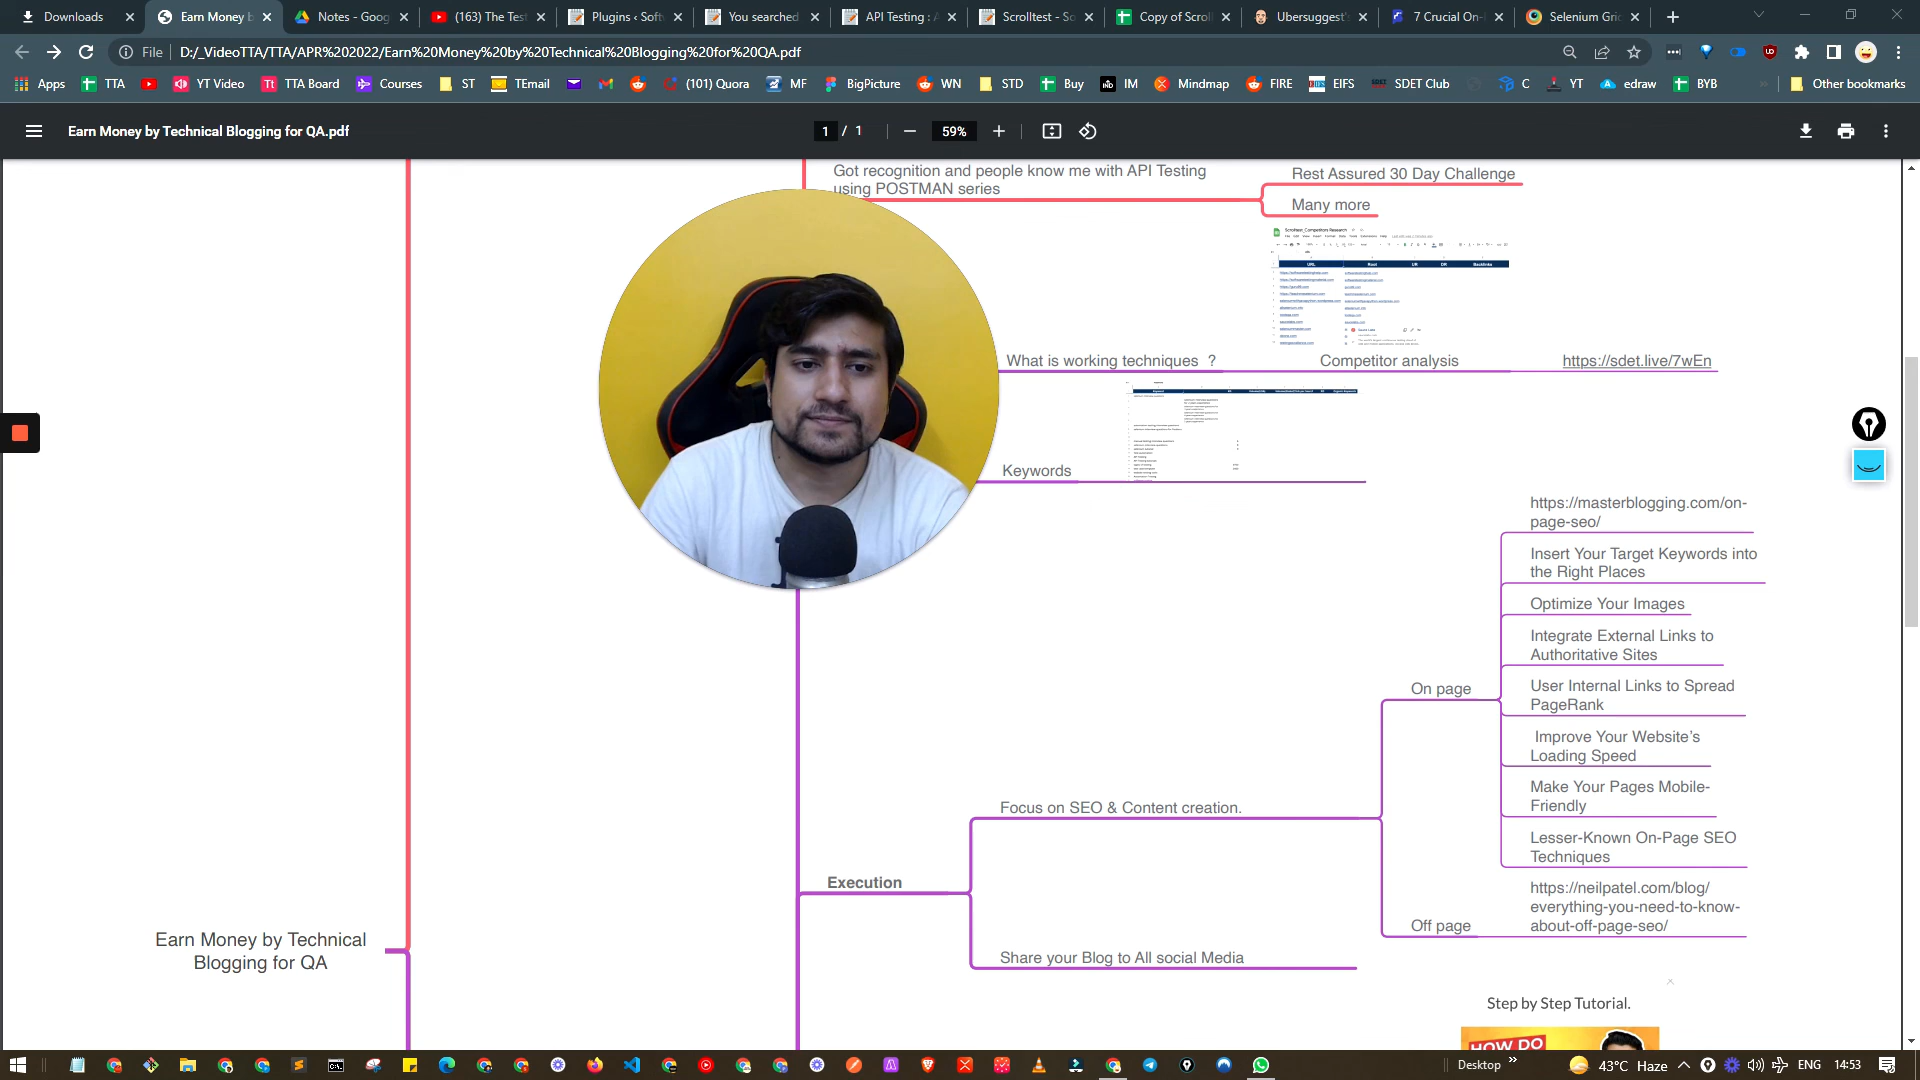 Downloads
Earn Money b
Notes - Goog
(163) The Tes
Plugins ‹ Soft
You searched
API Testing : A
Scrolltest - So
Copy of Scroll
Ubersuggest's
7 Crucial On-
Selenium Grid
File
D:/_VideoTTA/TTA/APR%202022/Earn%20Money%20by%20Technical%20Blogging%20for%20QA.pdf
Apps
TTA
YT Video
TTA Board
Courses
ST
TEmail
(101) Quora
MF
BigPicture
WN
STD
Buy
IM
Mindmap
FIRE
EIFS
SDET Club
C
YT
edraw
BYB
Other bookmarks
Earn Money by Technical Blogging for QA.pdf
1 / 1
59%
Got recognition and people know me with API Testing
using POSTMAN series
Rest Assured 30 Day Challenge
Many more
What is working techniques ?
Competitor analysis
https://sdet.live/7wEn
Keywords
https://masterblogging.com/on-
page-seo/
Insert Your Target Keywords into
the Right Places
Optimize Your Images
Integrate External Links to
Authoritative Sites
On page
User Internal Links to Spread
PageRank
Improve Your Website's
Loading Speed
Make Your Pages Mobile-
Friendly
Focus on SEO & Content creation.
Lesser-Known On-Page SEO
Techniques
Execution
https://neilpatel.com/blog/
everything-you-need-to-know-
about-off-page-seo/
Off page
Earn Money by Technical
Blogging for QA
Share your Blog to All social Media
Step by Step Tutorial.
HOW DO
Desktop
43°C Haze
ENG
14:53